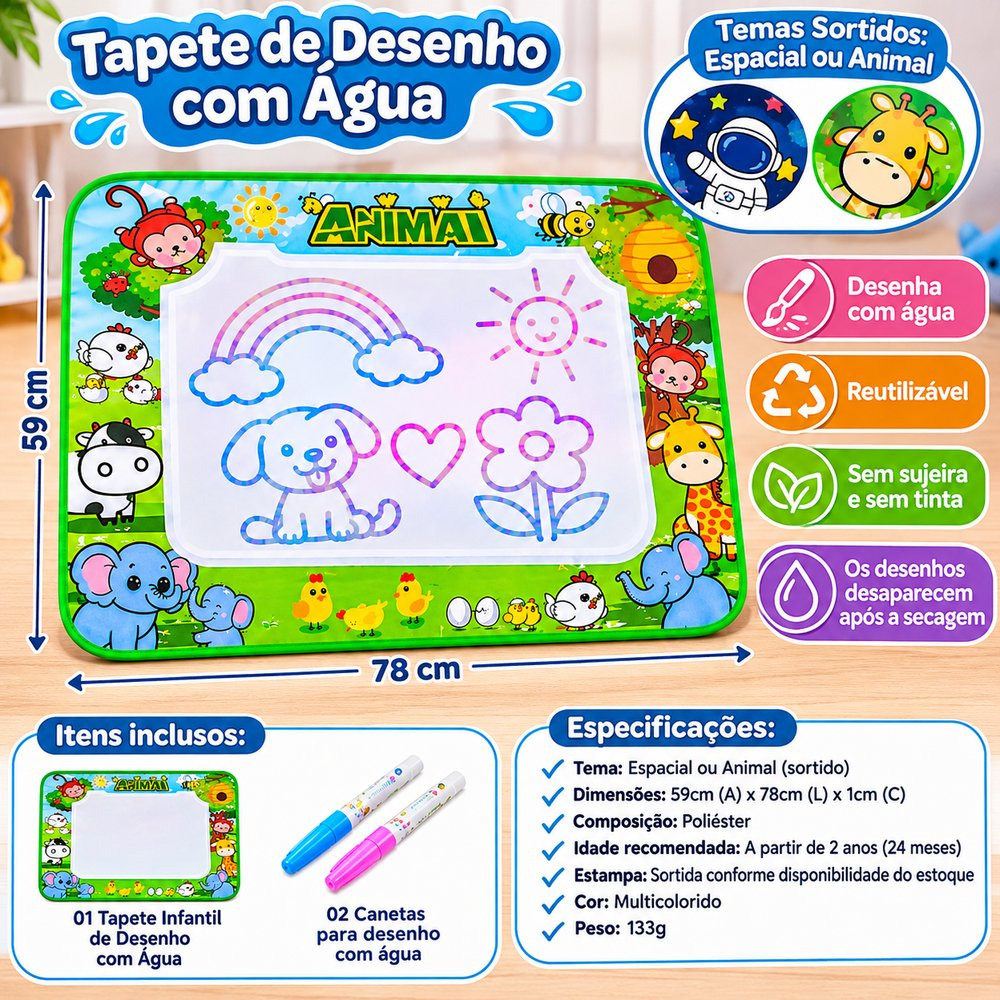 Tapete de Desenho
com Água
Temas Sortidos:
Espacial ou Animal
ANIMAL
59 cm
78 cm
Desenha
com água
Reutilizável
Sem sujeira
e sem tinta
Os desenhos
desaparecem
após a secagem
Itens inclusos:
ANIMAL
01 Tapete Infantil
de Desenho
com Água
02 Canetas
para desenho
com água
Especificações:
Tema: Espacial ou Animal (sortido)
Dimensões: 59cm (A) x 78cm (L) x 1cm (C)
Composição: Poliéster
Idade recomendada: A partir de 2 anos (24 meses)
Estampa: Sortida conforme disponibilidade do estoque
Cor: Multicolorido
Peso: 133g